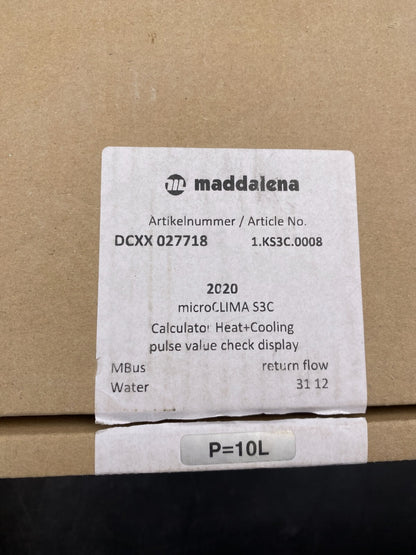 maddalena
Artikelnummer / Article No.
DCXX 027718 1.KS3C.0008
2020
microCLIMA S3C
Calculator Heat+Cooling
pulse value check display
MBus return flow
Water 31 12
P=10L